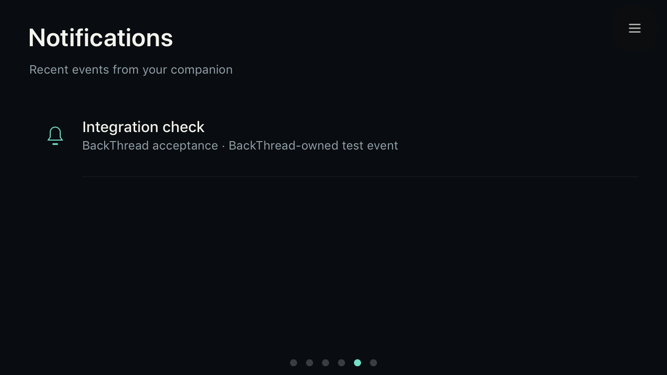 Notifications
Recent events from your companion
Integration check
BackThread acceptance · BackThread-owned test event